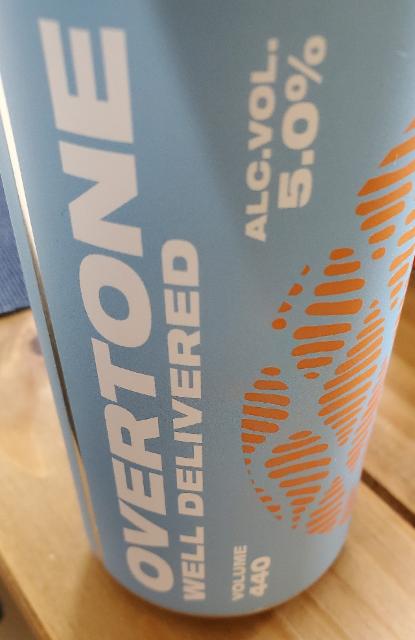 OVERTONE
WELL DELIVERED
ALC.VOL.
5.0%
VOLUME
440